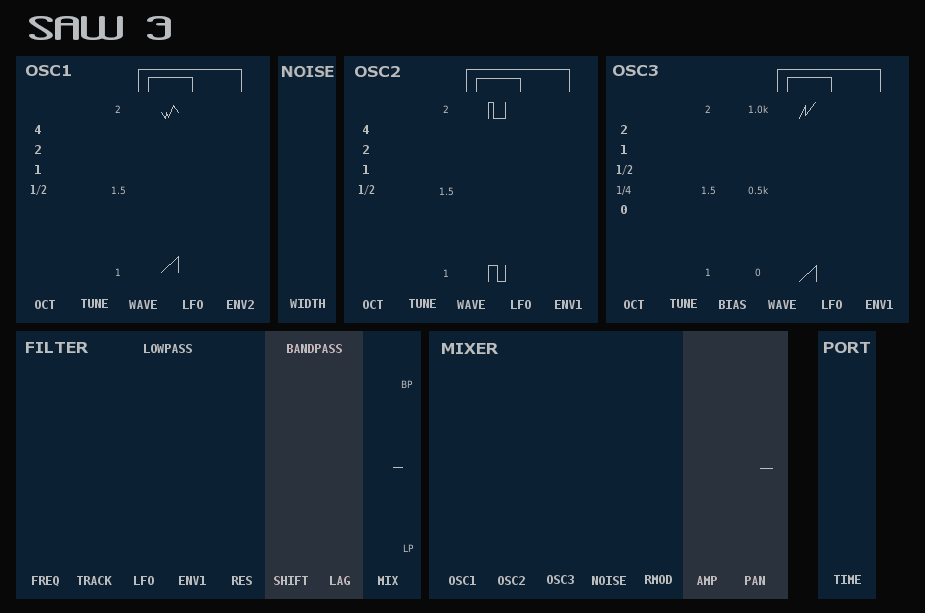 SAW 3
OSC1
2
4
2
1
1/2
1.5
1
OCT TUNE WAVE LFO ENV2
NOISE
WIDTH
OSC2
2
4
2
1
1/2
1.5
1
OCT TUNE WAVE LFO ENV1
OSC3
2 1.0k
2
1
1/2
1/4 1.5 0.5k
0
1 0
OCT TUNE BIAS WAVE LFO ENV1
FILTER LOWPASS BANDPASS
BP
LP
FREQ TRACK LFO ENV1 RES SHIFT LAG MIX
MIXER
OSC1 OSC2 OSC3 NOISE RMOD AMP PAN
PORT
TIME